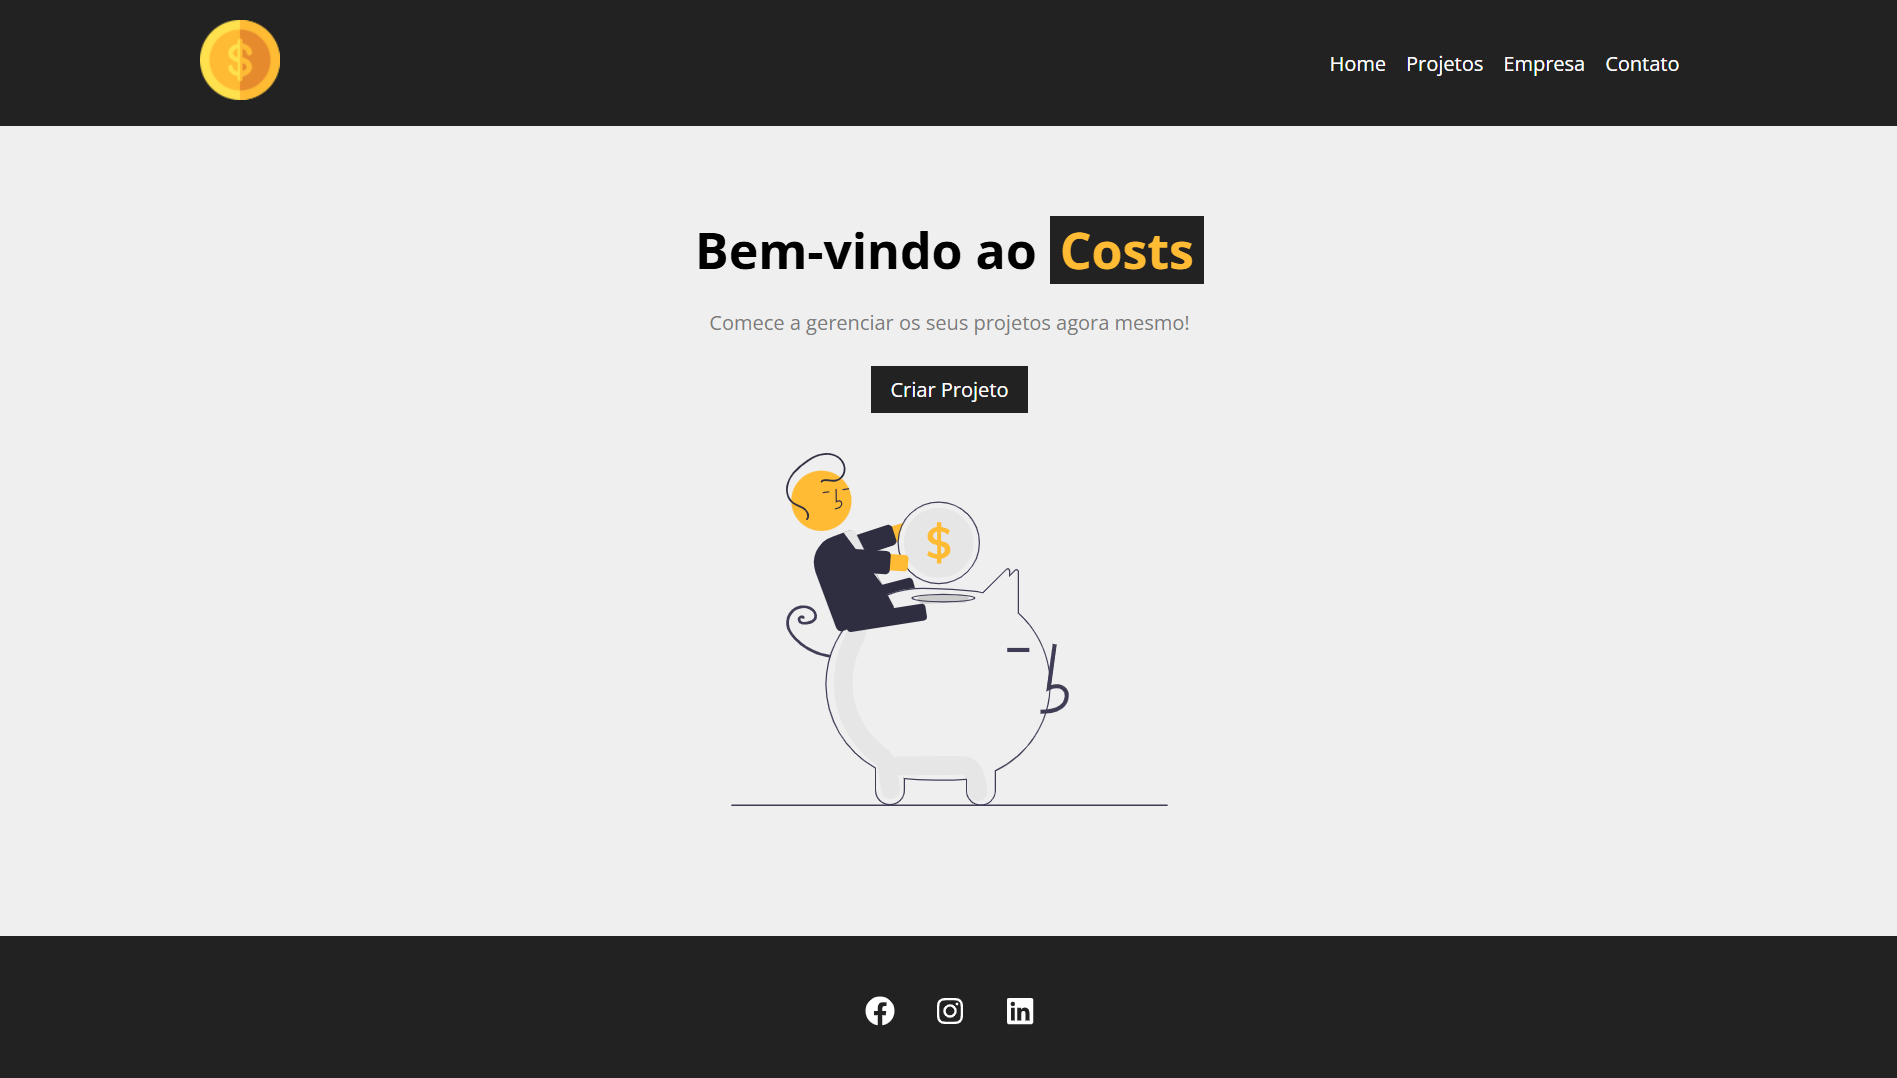 $
Home Projetos Empresa Contato
Bem-vindo ao Costs
Comece a gerenciar os seus projetos agora mesmo!
Criar Projeto
$